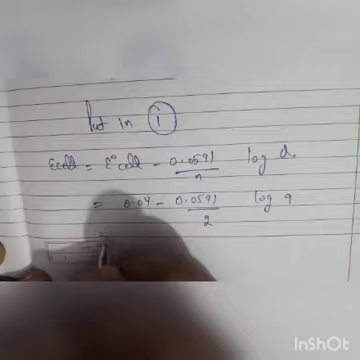 Put in ①
Ecell = E°cell - 0.0591/n log Q.
= 0.04 - 0.0591/2 log 9
InShOt